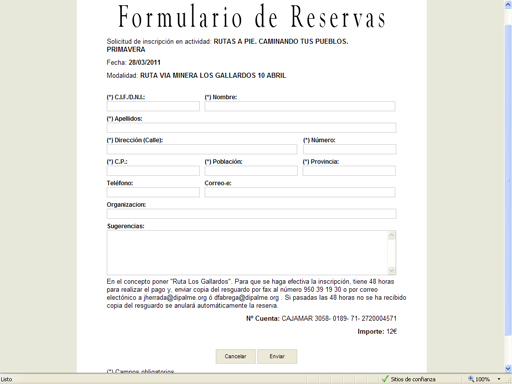 Formulario de Reservas
Solicitud de inscripción en actividad: RUTAS A PIE. CAMINANDO TUS PUEBLOS.
PRIMAVERA
Fecha: 28/03/2011
Modalidad: RUTA VIA MINERA LOS GALLARDOS 10 ABRIL
(*) C.I.F./D.N.I.: (*) Nombre:
(*) Apellidos:
(*) Dirección (Calle): (*) Número:
(*) C.P.: (*) Población: (*) Provincia:
Teléfono: Correo-e:
Organizacion:
Sugerencias:
En el concepto poner "Ruta Los Gallardos". Para que se haga efectiva la inscripción, tiene 48 horas
para realizar el pago y, enviar copia del resguardo por fax al número 950 39 19 30 o por correo
electónico a jherrada@dipalme.org ó dfabrega@dipalme.org . Si pasadas las 48 horas no se ha recibido
copia del resguardo se anulará automáticamente la reserva.
Nº Cuenta: CAJAMAR 3058- 0189- 71- 2720004571
Importe: 12€
Cancelar Enviar
(*) Campos obligatorios
Listo Sitios de confianza 100%